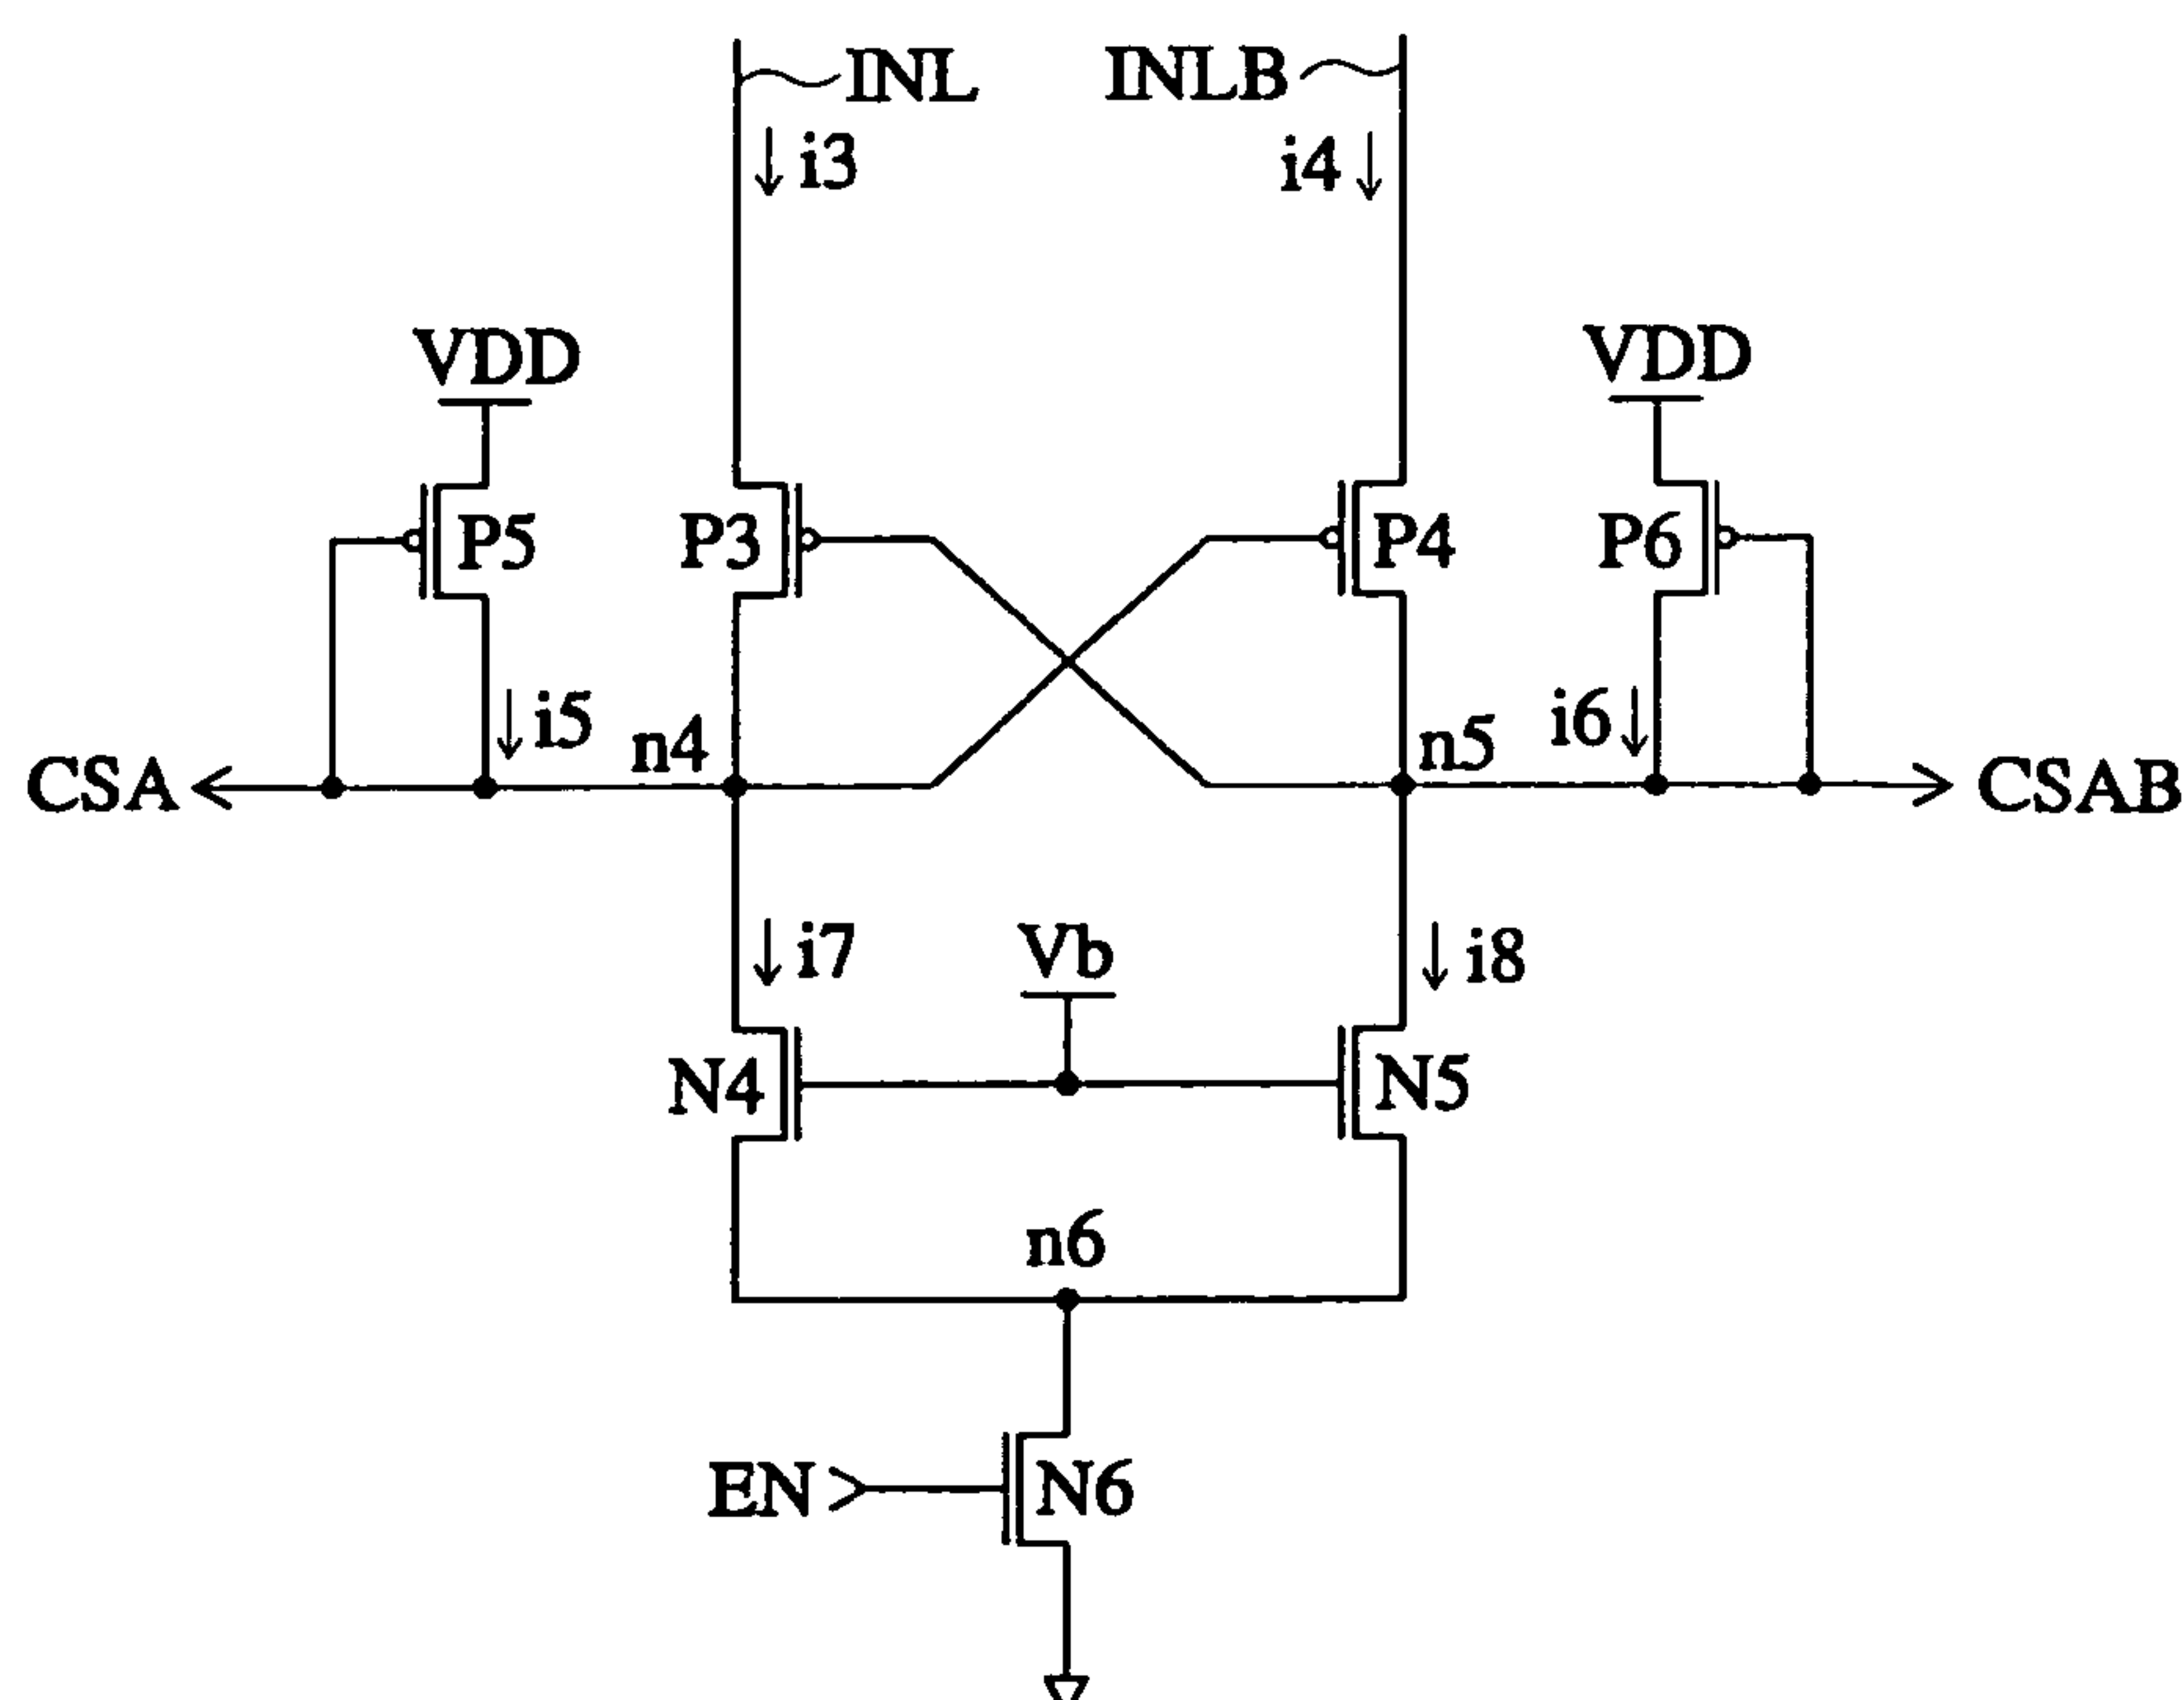 INL INLB
i3 i4
VDD VDD
P5 P3 P4 P6
i5 n4 n5 i6
CSA CSAB
i7 Vb i8
N4 N5
n6
EN N6